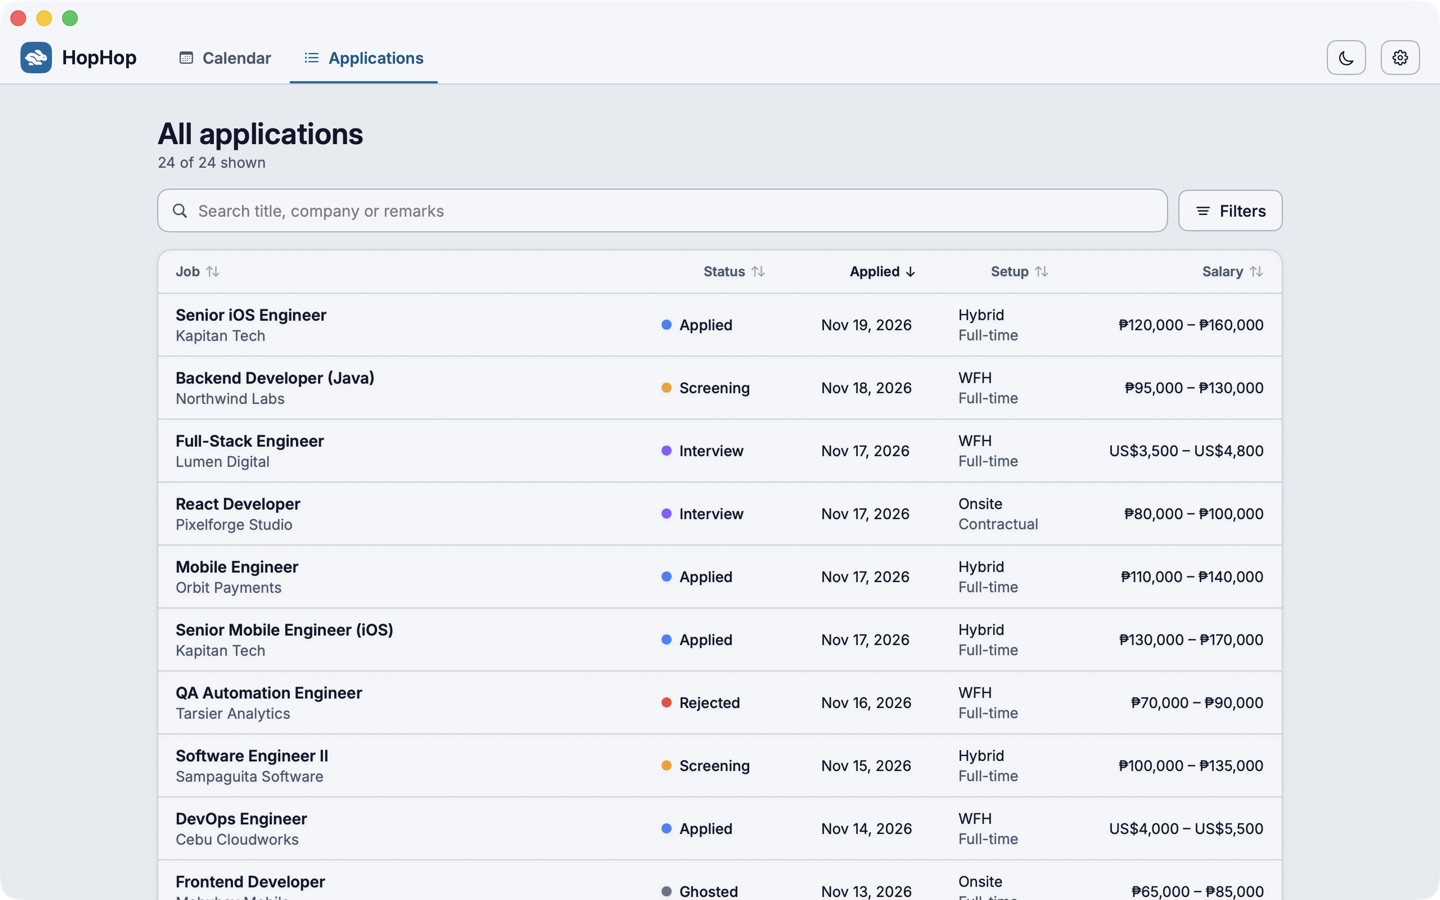 HopHop Calendar Applications
All applications
24 of 24 shown
Search title, company or remarks Filters
Job Status Applied Setup Salary
Senior iOS Engineer
Kapitan Tech
Applied Nov 19, 2026
Hybrid
Full-time
₱120,000 – ₱160,000
Backend Developer (Java)
Northwind Labs
Screening Nov 18, 2026
WFH
Full-time
₱95,000 – ₱130,000
Full-Stack Engineer
Lumen Digital
Interview Nov 17, 2026
WFH
Full-time
US$3,500 – US$4,800
React Developer
Pixelforge Studio
Interview Nov 17, 2026
Onsite
Contractual
₱80,000 – ₱100,000
Mobile Engineer
Orbit Payments
Applied Nov 17, 2026
Hybrid
Full-time
₱110,000 – ₱140,000
Senior Mobile Engineer (iOS)
Kapitan Tech
Applied Nov 17, 2026
Hybrid
Full-time
₱130,000 – ₱170,000
QA Automation Engineer
Tarsier Analytics
Rejected Nov 16, 2026
WFH
Full-time
₱70,000 – ₱90,000
Software Engineer II
Sampaguita Software
Screening Nov 15, 2026
Hybrid
Full-time
₱100,000 – ₱135,000
DevOps Engineer
Cebu Cloudworks
Applied Nov 14, 2026
WFH
Full-time
US$4,000 – US$5,500
Frontend Developer
Ghosted Nov 13, 2026
Onsite
₱65,000 – ₱85,000